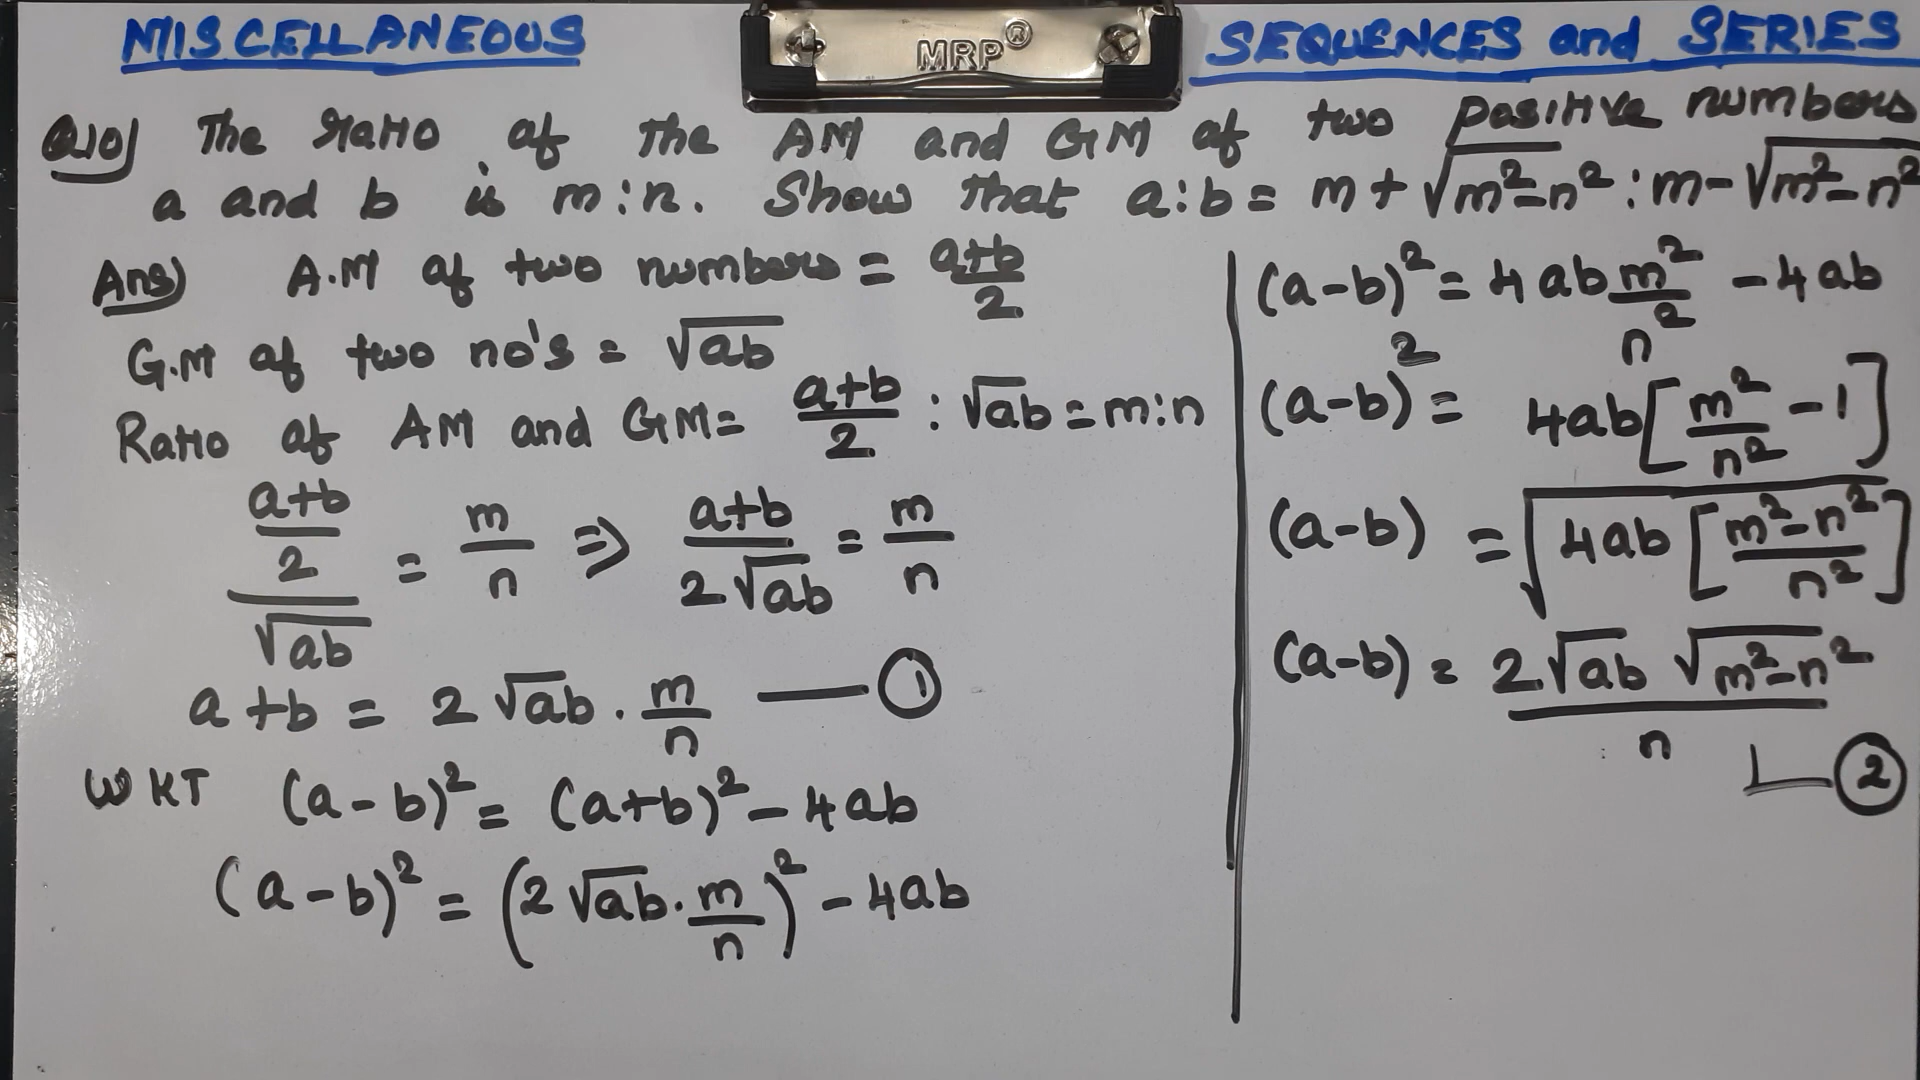 MISCELLANEOUS
MRP®
SEQUENCES and SERIES
Q10) The ratio of the AM and GM of two positive numbers
a and b is m:n. Show that a:b = m+√(m²-n²) : m-√(m²-n²)
Ans) A.M of two numbers = (a+b)/2
G.M of two no's = √ab
Ratio of AM and GM = (a+b)/2 : √ab = m:n
((a+b)/2)/√ab = m/n ⇒ (a+b)/(2√ab) = m/n
a+b = 2√ab . m/n — ①
WKT (a-b)² = (a+b)² - 4ab
(a-b)² = (2√ab . m/n)² - 4ab
(a-b)² = 4ab m²/n² - 4ab
(a-b)² = 4ab[m²/n² - 1]
(a-b) = √(4ab[(m²-n²)/n²])
(a-b) = (2√ab √(m²-n²))/n
②